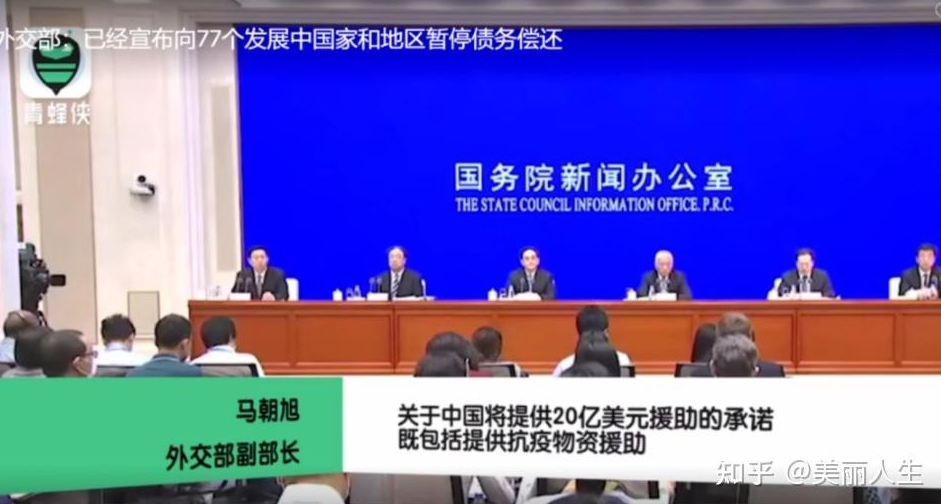 外交部：已经宣布向77个发展中国家和地区暂停债务偿还
青蜂侠
国务院新闻办公室
THE STATE COUNCIL INFORMATION OFFICE, P.R.C.
马朝旭
外交部副部长
关于中国将提供20亿美元援助的承诺
既包括提供抗疫物资援助
知乎 @美丽人生